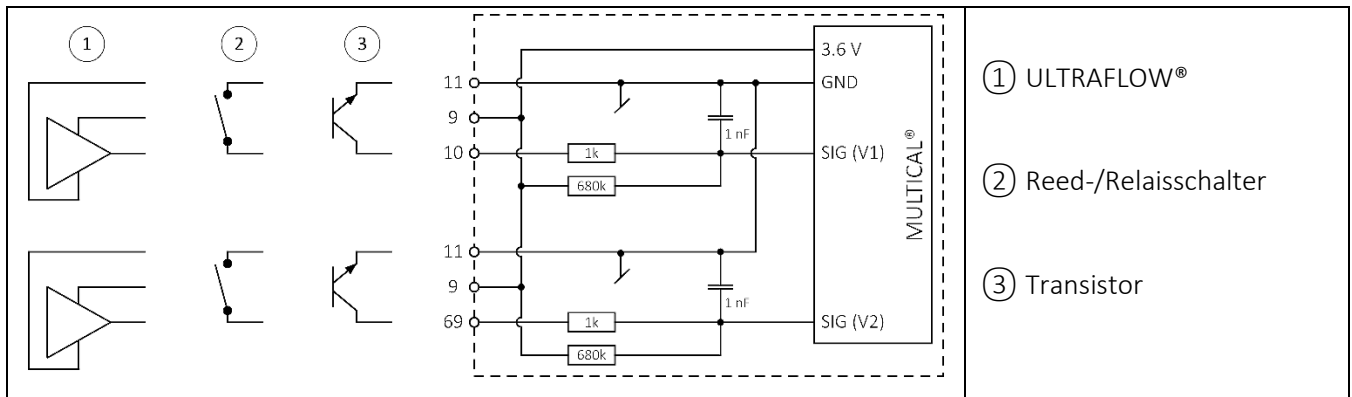 ① ② ③
3.6 V
11
GND
9
1 nF
10
1k
SIG (V1)
680k
MULTICAL®
11
9
1 nF
69
1k
SIG (V2)
680k
① ULTRAFLOW®
② Reed-/Relaisschalter
③ Transistor